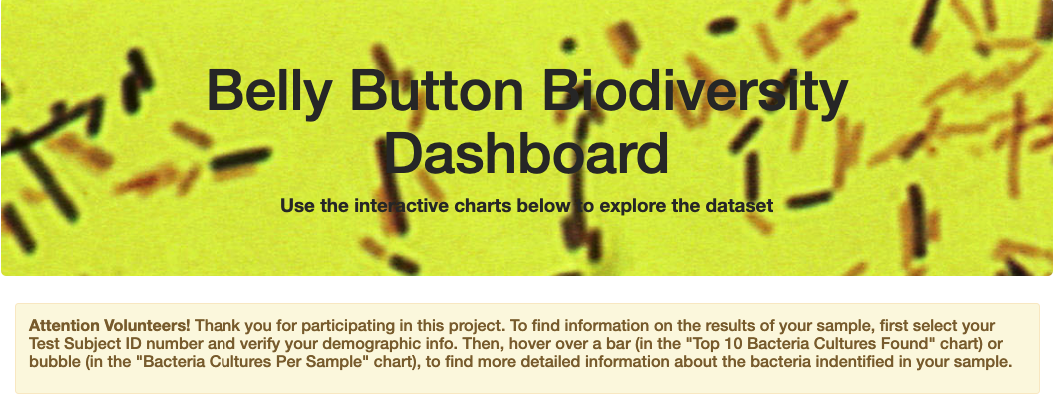 Belly Button Biodiversity
Dashboard
Use the interactive charts below to explore the dataset
Attention Volunteers! Thank you for participating in this project. To find information on the results of your sample, first select your
Test Subject ID number and verify your demographic info. Then, hover over a bar (in the "Top 10 Bacteria Cultures Found" chart) or
bubble (in the "Bacteria Cultures Per Sample" chart), to find more detailed information about the bacteria indentified in your sample.